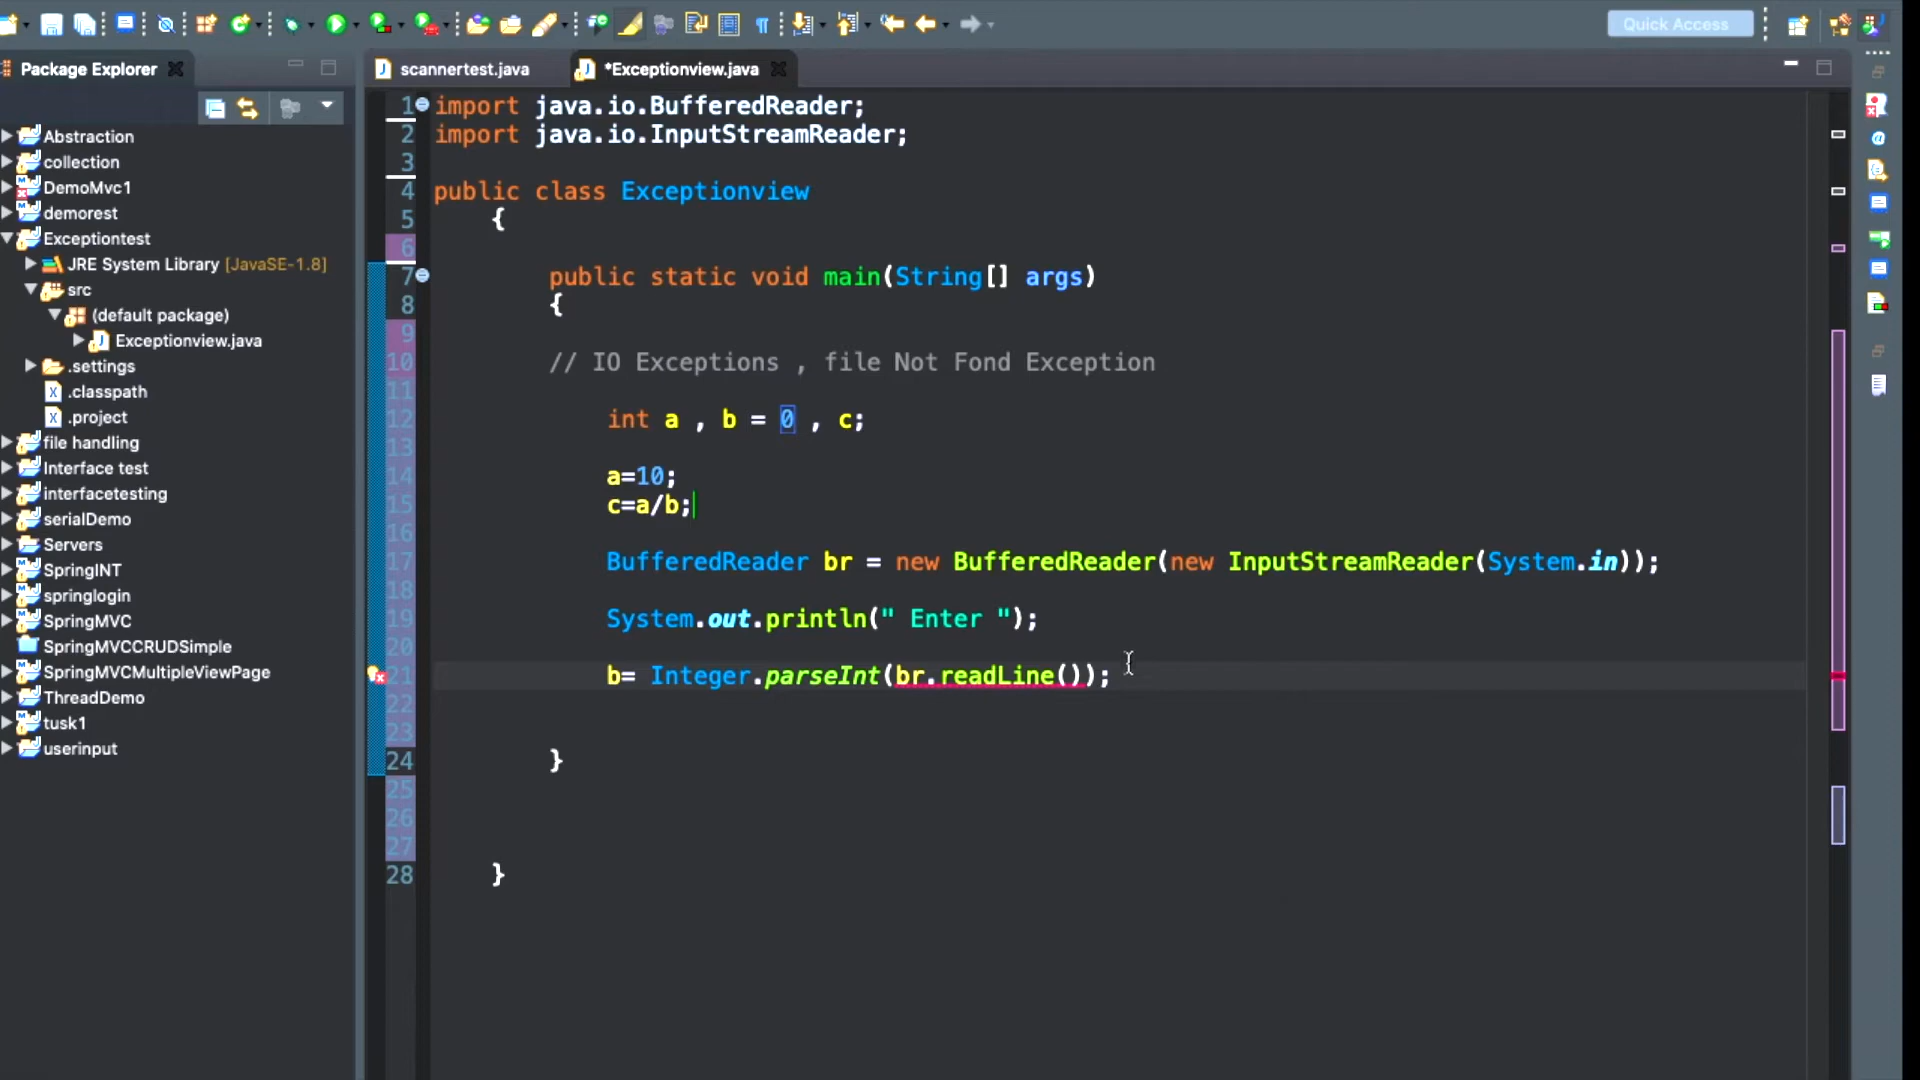 Quick Access
Package Explorer
scannertest.java
*Exceptionview.java
Abstraction
collection
DemoMvc1
demorest
Exceptiontest
JRE System Library [JavaSE-1.8]
src
(default package)
Exceptionview.java
.settings
.classpath
.project
file handling
Interface test
interfacetesting
serialDemo
Servers
SpringINT
springlogin
SpringMVC
SpringMVCCRUDSimple
SpringMVCMultipleViewPage
ThreadDemo
tusk1
userinput
1 import java.io.BufferedReader;
2 import java.io.InputStreamReader;
3
4 public class Exceptionview
5 {
6
7 public static void main(String[] args)
8 {
9
10 // IO Exceptions , file Not Fond Exception
11
12 int a , b = 0 , c;
13
14 a=10;
15 c=a/b;
16
17 BufferedReader br = new BufferedReader(new InputStreamReader(System.in));
18
19 System.out.println(" Enter ");
20
21 b= Integer.parseInt(br.readLine());
22
23
24 }
25
26
27
28 }